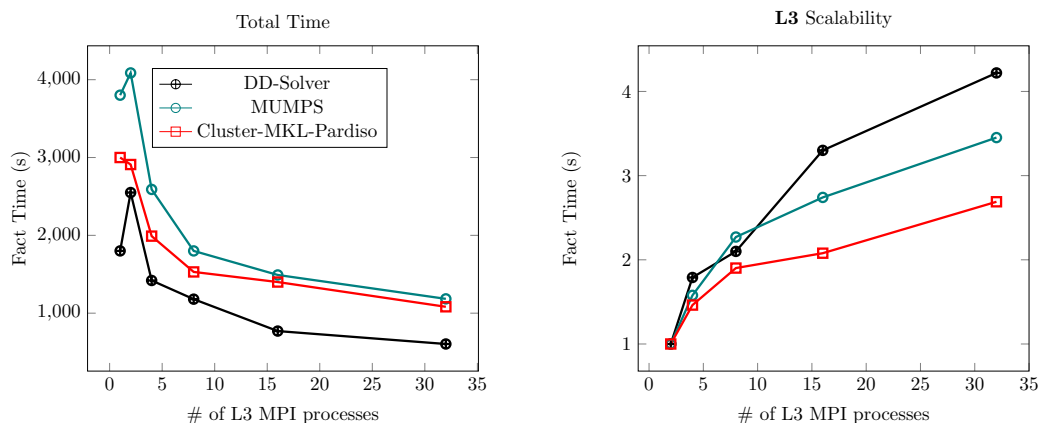 Total Time
4,000
3,000
2,000
1,000
Fact Time (s)
DD-Solver
MUMPS
Cluster-MKL-Pardiso
0 5 10 15 20 25 30 35
# of L3 MPI processes
L3 Scalability
4
3
2
1
Fact Time (s)
0 5 10 15 20 25 30 35
# of L3 MPI processes